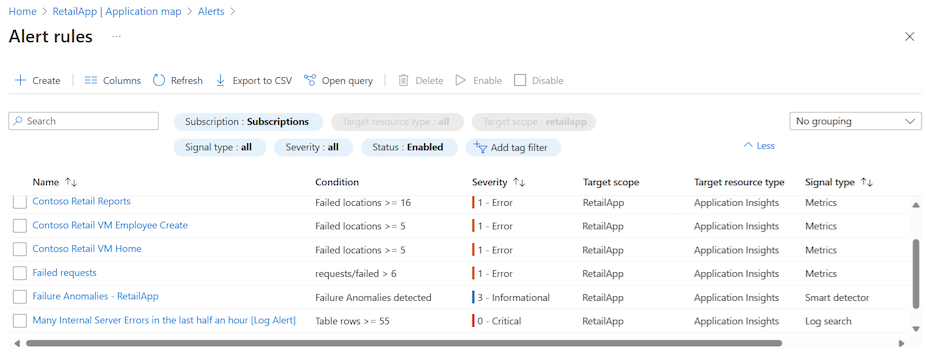 Home > RetailApp | Application map > Alerts >
Alert rules ...
Create Columns Refresh Export to CSV Open query Delete Enable Disable
Search Subscription : Subscriptions Target resource type : all Target scope : retailapp No grouping
Signal type : all Severity : all Status : Enabled Add tag filter Less
Name ↑↓ Condition Severity ↑↓ Target scope Target resource type Signal type ↑↓
Contoso Retail Reports Failed locations >= 16 1 - Error RetailApp Application Insights Metrics
Contoso Retail VM Employee Create Failed locations >= 5 1 - Error RetailApp Application Insights Metrics
Contoso Retail VM Home Failed locations >= 5 1 - Error RetailApp Application Insights Metrics
Failed requests requests/failed > 6 1 - Error RetailApp Application Insights Metrics
Failure Anomalies - RetailApp Failure Anomalies detected 3 - Informational RetailApp Application Insights Smart detector
Many Internal Server Errors in the last half an hour [Log Alert] Table rows >= 55 0 - Critical RetailApp Application Insights Log search